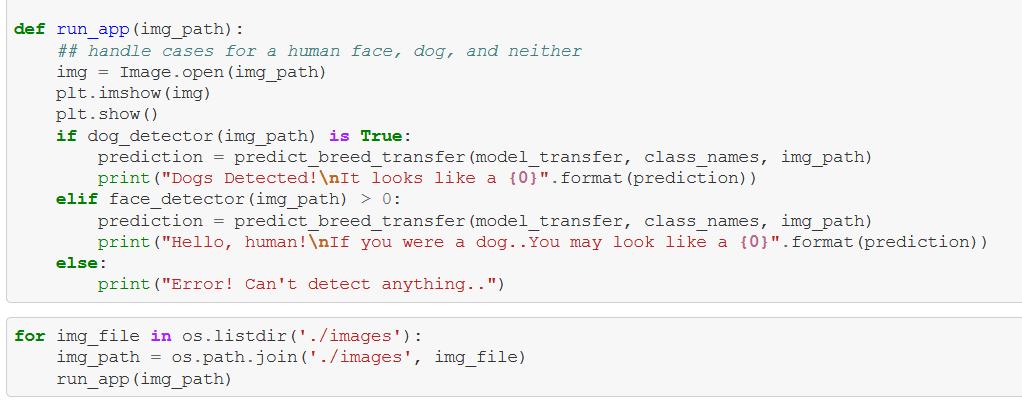 def run_app(img_path):
    ## handle cases for a human face, dog, and neither
    img = Image.open(img_path)
    plt.imshow(img)
    plt.show()
    if dog_detector(img_path) is True:
        prediction = predict_breed_transfer(model_transfer, class_names, img_path)
        print("Dogs Detected!\nIt looks like a {0}".format(prediction))
    elif face_detector(img_path) > 0:
        prediction = predict_breed_transfer(model_transfer, class_names, img_path)
        print("Hello, human!\nIf you were a dog..You may look like a {0}".format(prediction))
    else:
        print("Error! Can't detect anything..")
for img_file in os.listdir('./images'):
    img_path = os.path.join('./images', img_file)
    run_app(img_path)